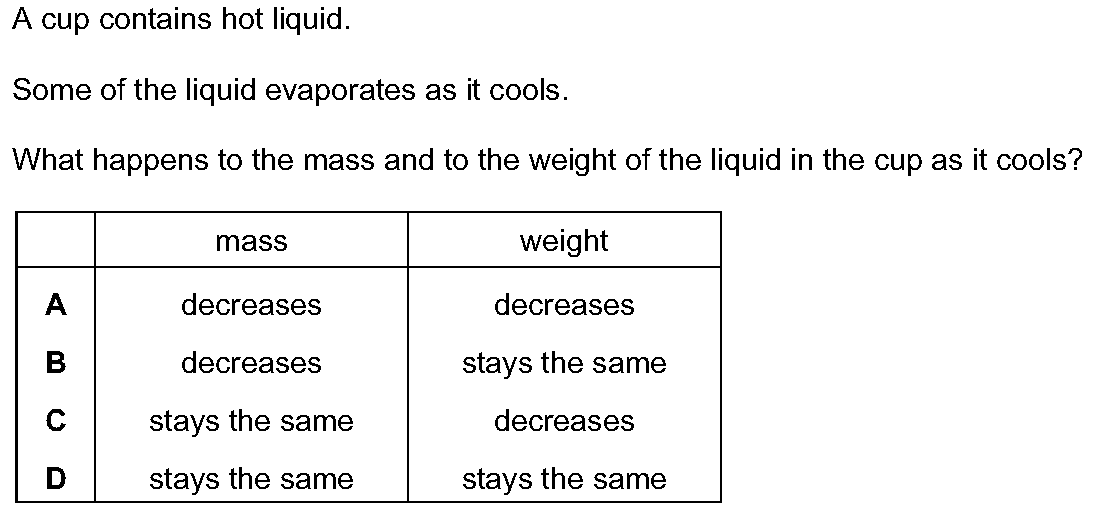 A cup contains hot liquid.
Some of the liquid evaporates as it cools.
What happens to the mass and to the weight of the liquid in the cup as it cools?
mass weight
A decreases decreases
B decreases stays the same
C stays the same decreases
D stays the same stays the same